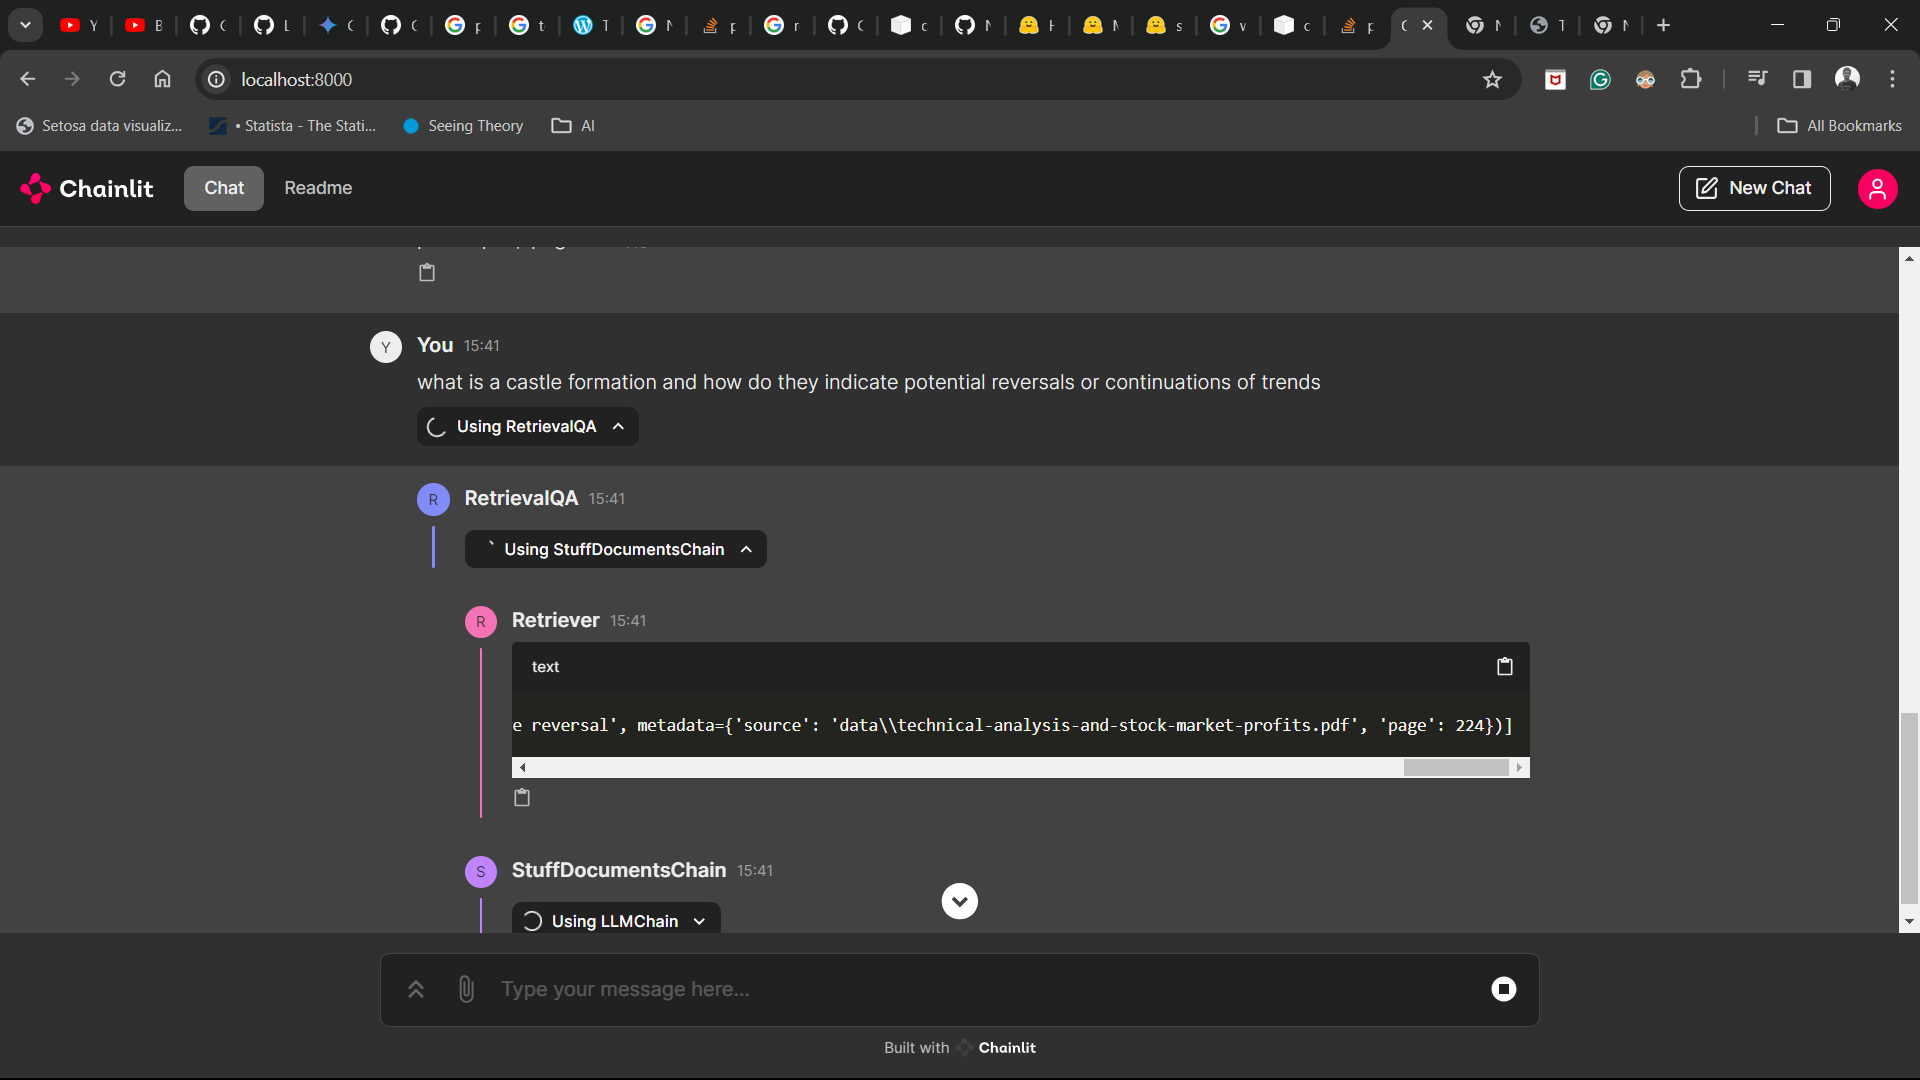 Y
B
L
p
t
T
N
p
r
c
N
H
M
s
w
c
p
N
T
N
localhost:8000
Setosa data visualiz...
• Statista - The Stati...
Seeing Theory
AI
All Bookmarks
Chainlit
Chat
Readme
New Chat
Y
You 15:41
what is a castle formation and how do they indicate potential reversals or continuations of trends
Using RetrievalQA
R
RetrievalQA 15:41
Using StuffDocumentsChain
R
Retriever 15:41
text
e reversal', metadata={'source': 'data\\technical-analysis-and-stock-market-profits.pdf', 'page': 224})]
S
StuffDocumentsChain 15:41
Using LLMChain
Type your message here...
Built with Chainlit